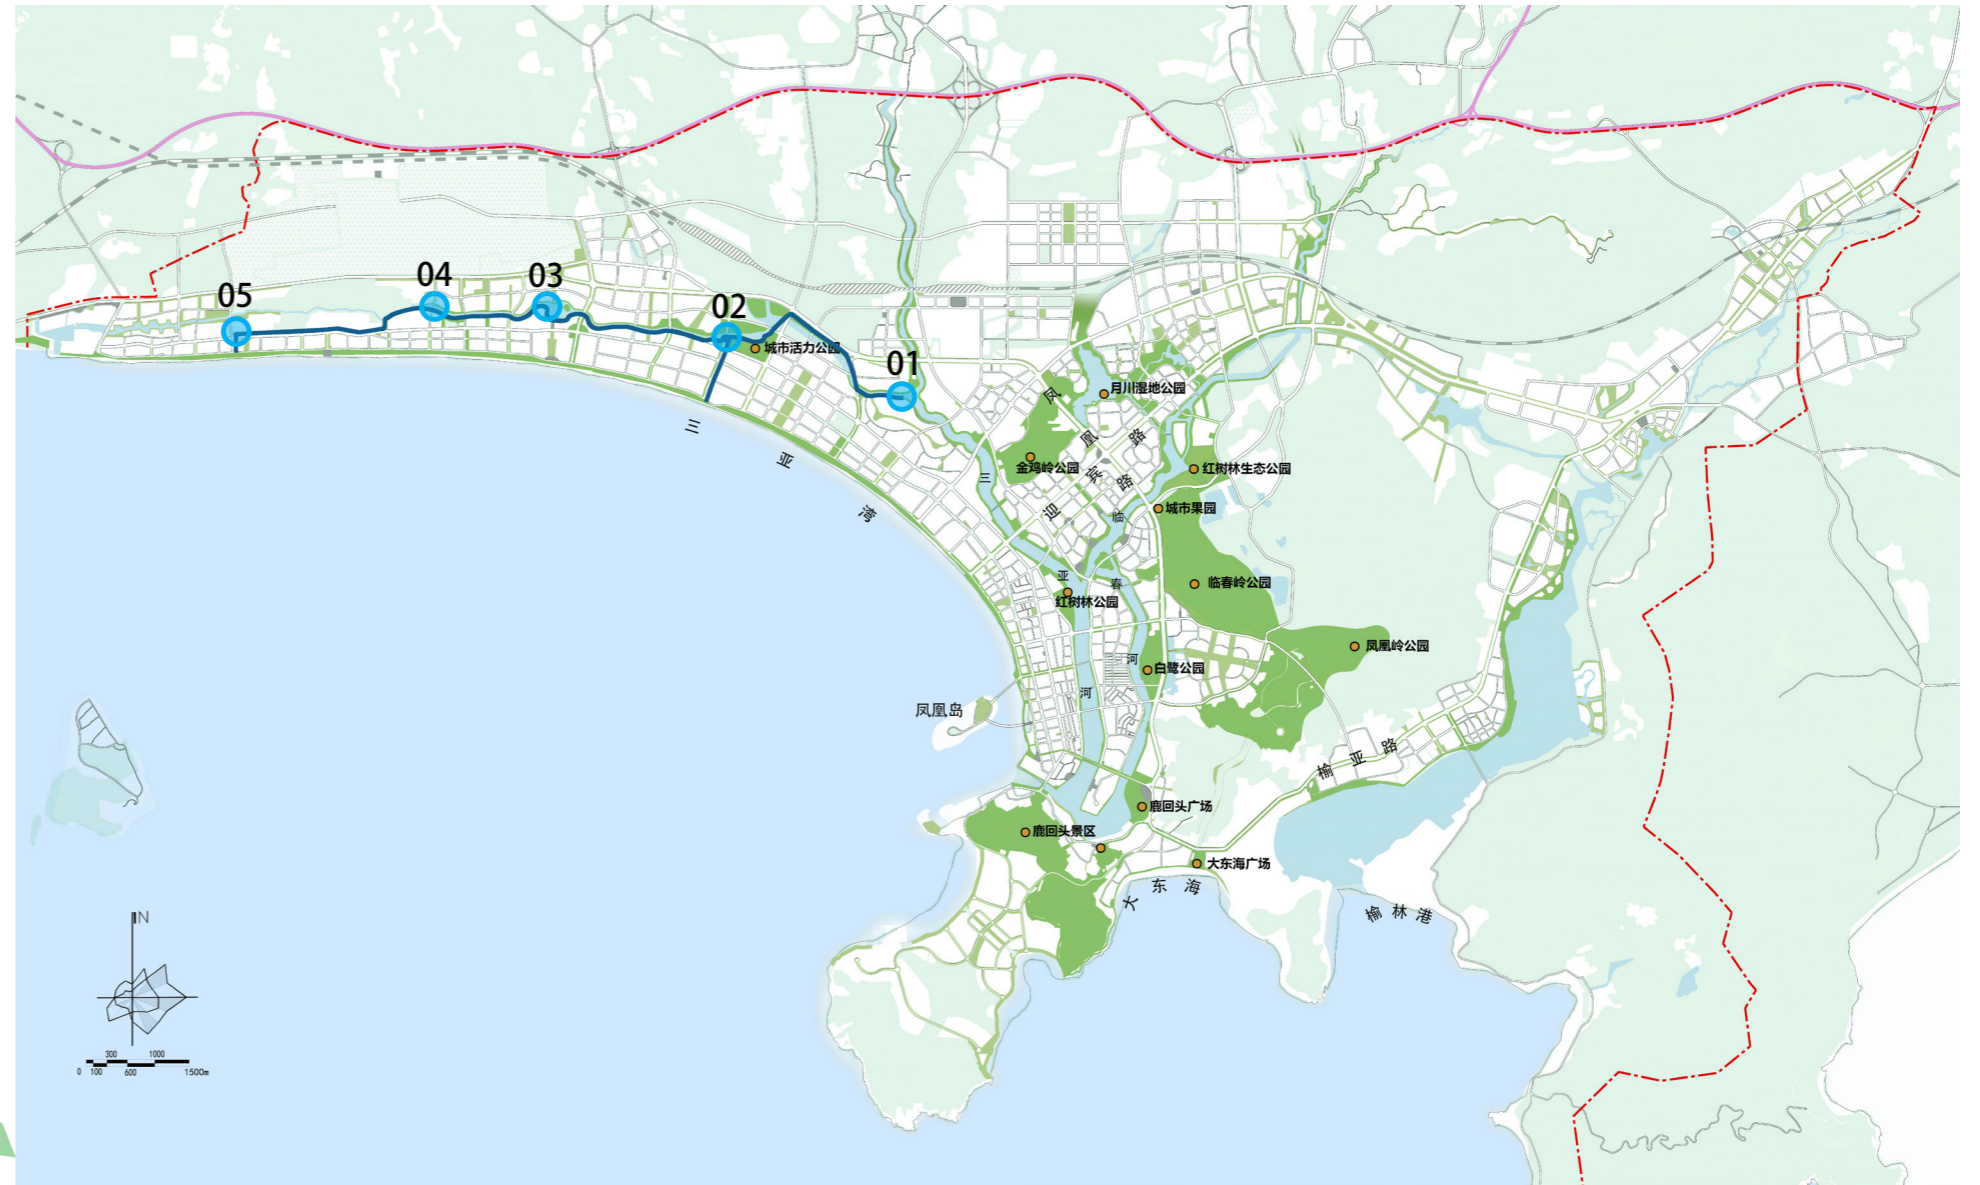 05
04
03
02
01
城市活力公园
月川湿地公园
凤凰路
迎宾路
金鸡岭公园
红树林生态公园
城市果园
临春岭公园
红树林公园
凤凰岭公园
白鹭公园
三亚湾
三亚河
临春河
凤凰岛
榆亚路
鹿回头广场
鹿回头景区
大东海广场
大东海
榆林港
N
300 1000
0 100 600 1500m